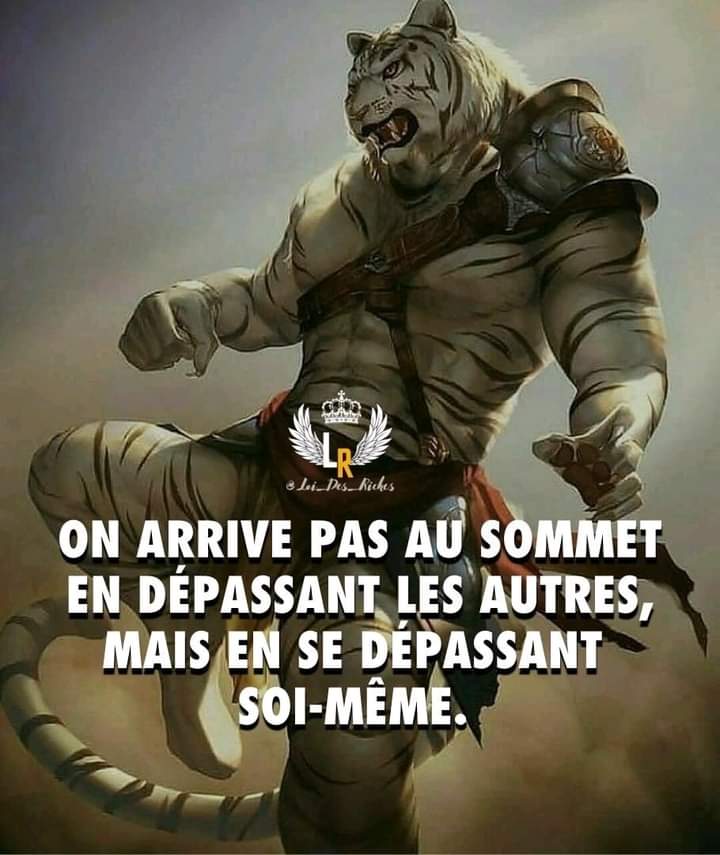 LR
@Loi_Des_Riches
ON ARRIVE PAS AU SOMMET
EN DÉPASSANT LES AUTRES,
MAIS EN SE DÉPASSANT
SOI-MÊME.